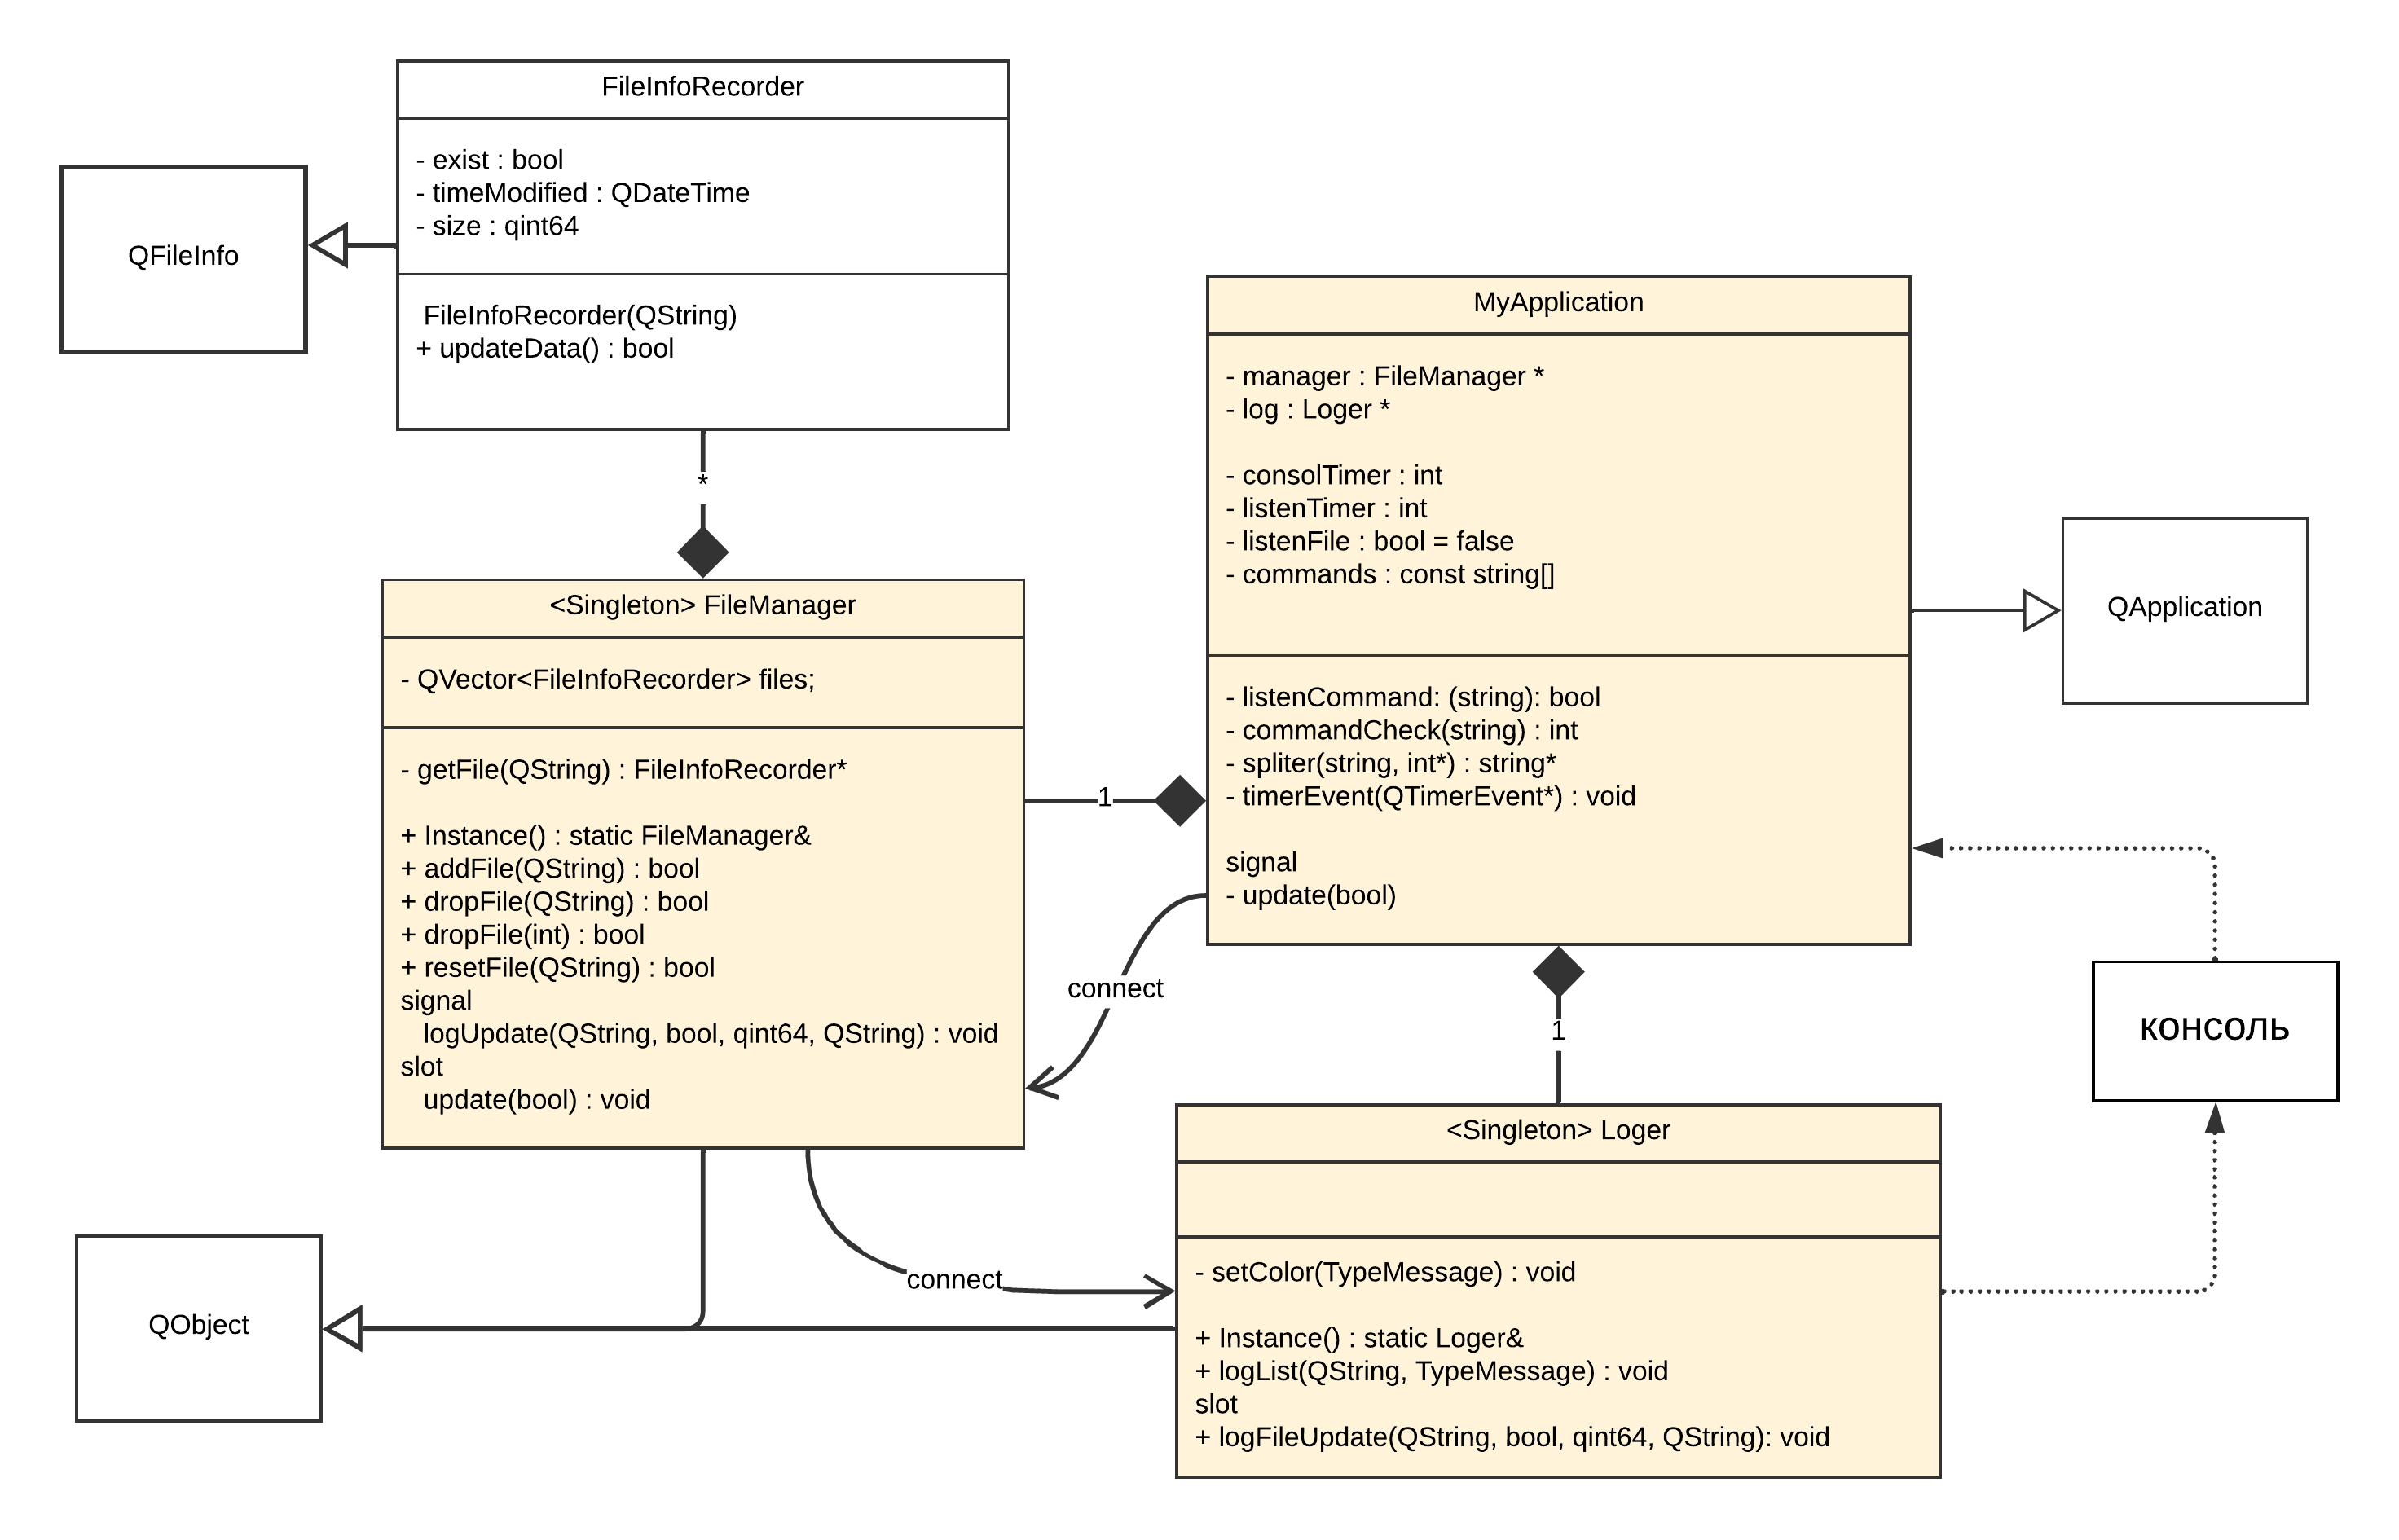 FileInfoRecorder
- exist : bool
- timeModified : QDateTime
- size : qint64
FileInfoRecorder(QString)
+ updateData() : bool
QFileInfo
*
<Singleton> FileManager
- QVector<FileInfoRecorder> files;
- getFile(QString) : FileInfoRecorder*
+ Instance() : static FileManager&
+ addFile(QString) : bool
+ dropFile(QString) : bool
+ dropFile(int) : bool
+ resetFile(QString) : bool
signal
logUpdate(QString, bool, qint64, QString) : void
slot
update(bool) : void
1
connect
MyApplication
- manager : FileManager *
- log : Loger *
- consolTimer : int
- listenTimer : int
- listenFile : bool = false
- commands : const string[]
- listenCommand: (string): bool
- commandCheck(string) : int
- spliter(string, int*) : string*
- timerEvent(QTimerEvent*) : void
signal
- update(bool)
QApplication
консоль
1
<Singleton> Loger
- setColor(TypeMessage) : void
+ Instance() : static Loger&
+ logList(QString, TypeMessage) : void
slot
+ logFileUpdate(QString, bool, qint64, QString): void
connect
QObject